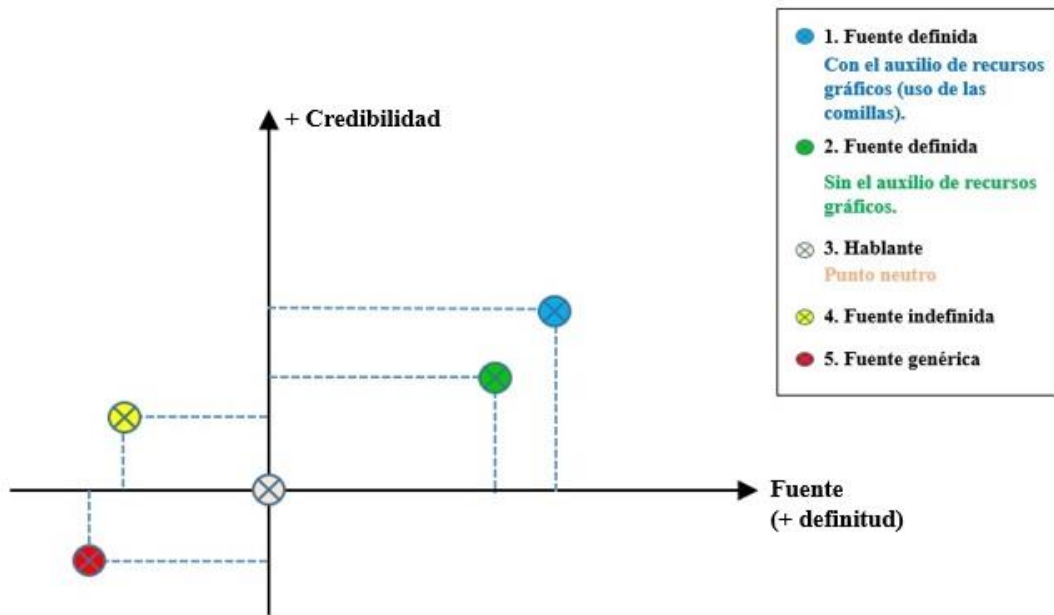 + Credibilidad
Fuente
(+ definitud)
1. Fuente definida
Con el auxilio de recursos
gráficos (uso de las
comillas).
2. Fuente definida
Sin el auxilio de recursos
gráficos.
3. Hablante
Punto neutro
4. Fuente indefinida
5. Fuente genérica